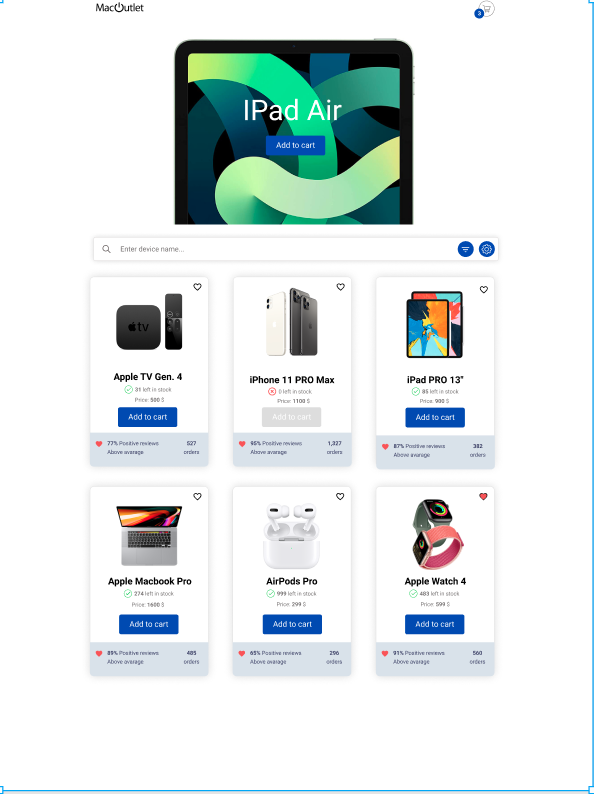 MacOutlet
3
IPad Air
Add to cart
Enter device name...
tv
Apple TV Gen. 4
31 left in stock
Price: 500 $
Add to cart
77% Positive reviews
Above avarage
527
orders
iPhone 11 PRO Max
0 left in stock
Price: 1100 $
Add to cart
95% Positive reviews
Above avarage
1,327
orders
iPad PRO 13"
85 left in stock
Price: 900 $
Add to cart
87% Positive reviews
Above avarage
382
orders
Apple Macbook Pro
274 left in stock
Price: 1600 $
Add to cart
89% Positive reviews
Above avarage
485
orders
AirPods Pro
999 left in stock
Price: 299 $
Add to cart
65% Positive reviews
Above avarage
296
orders
Apple Watch 4
483 left in stock
Price: 599 $
Add to cart
91% Positive reviews
Above avarage
560
orders